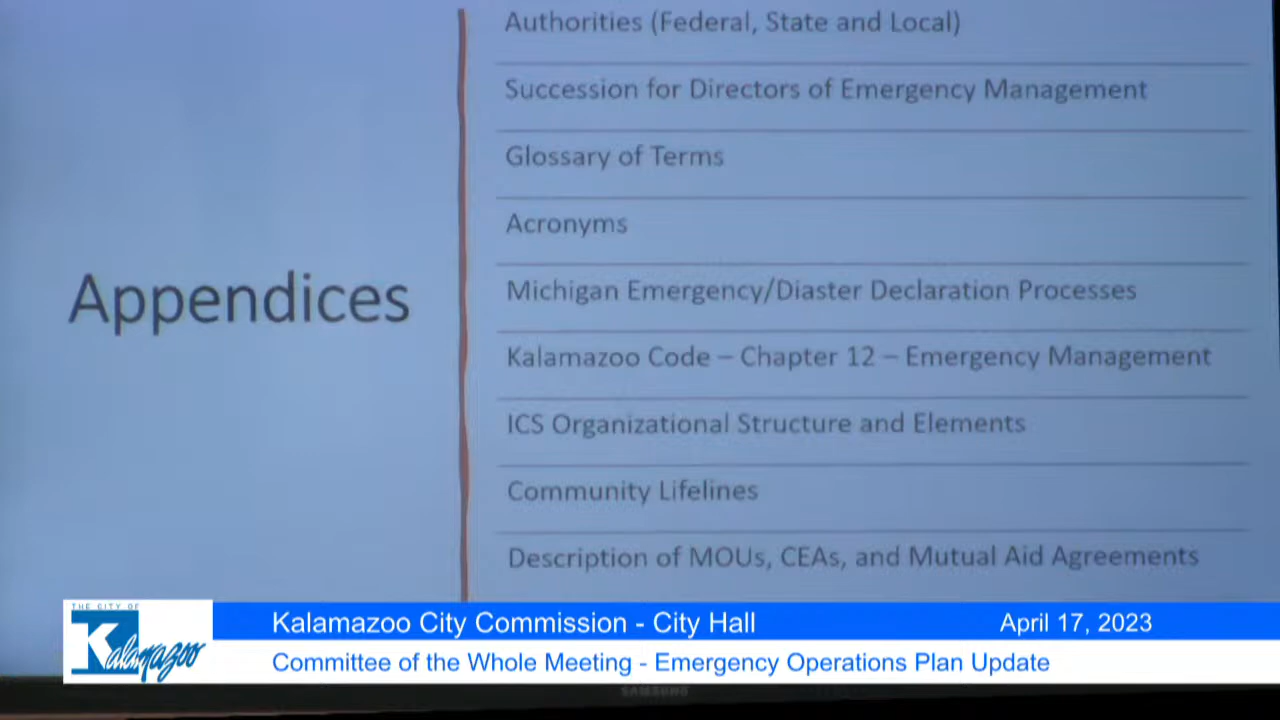 Authorities (Federal, State and Local)
Succession for Directors of Emergency Management
Glossary of Terms
Acronyms
Appendices
Michigan Emergency/Diaster Declaration Processes
Kalamazoo Code – Chapter 12 – Emergency Management
ICS Organizational Structure and Elements
Community Lifelines
Description of MOUs, CEAs, and Mutual Aid Agreements
THE CITY OF
Kalamazoo
Kalamazoo City Commission - City Hall
April 17, 2023
Committee of the Whole Meeting - Emergency Operations Plan Update
SAMSUNG